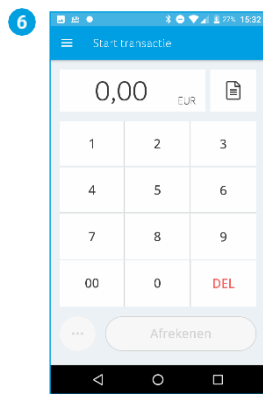 6
27% 15:32
Start transactie
0,00 EUR
1 2 3
4 5 6
7 8 9
00 0 DEL
... Afrekenen